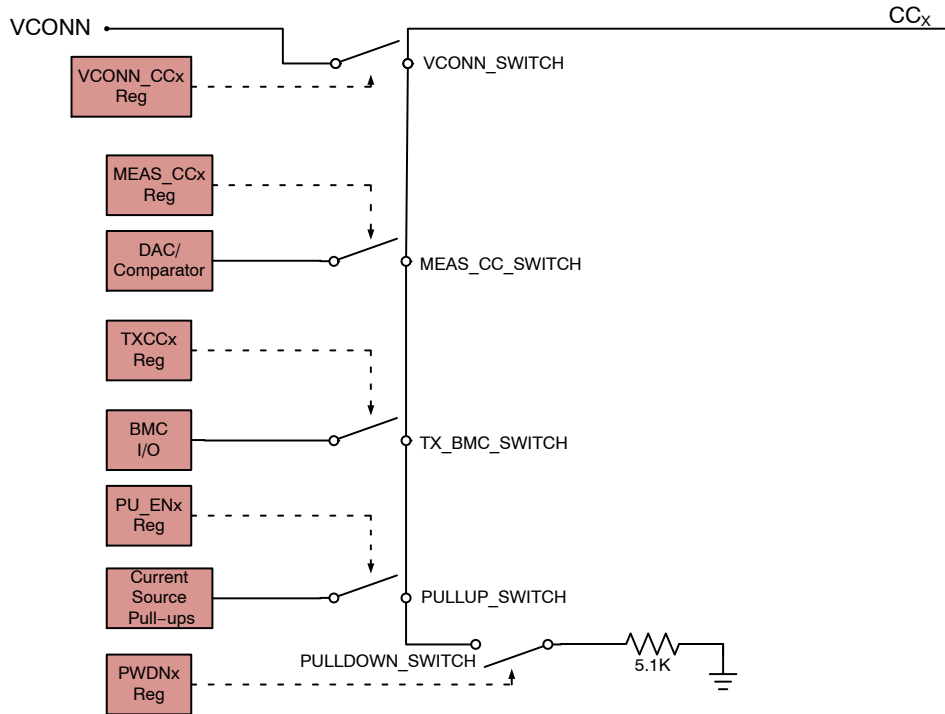 VCONN
CCX
VCONN_SWITCH
VCONN_CCx
Reg
MEAS_CCx
Reg
DAC/
Comparator
MEAS_CC_SWITCH
TXCCx
Reg
BMC
I/O
TX_BMC_SWITCH
PU_ENx
Reg
Current
Source
Pull−ups
PULLUP_SWITCH
PULLDOWN_SWITCH
5.1K
PWDNx
Reg